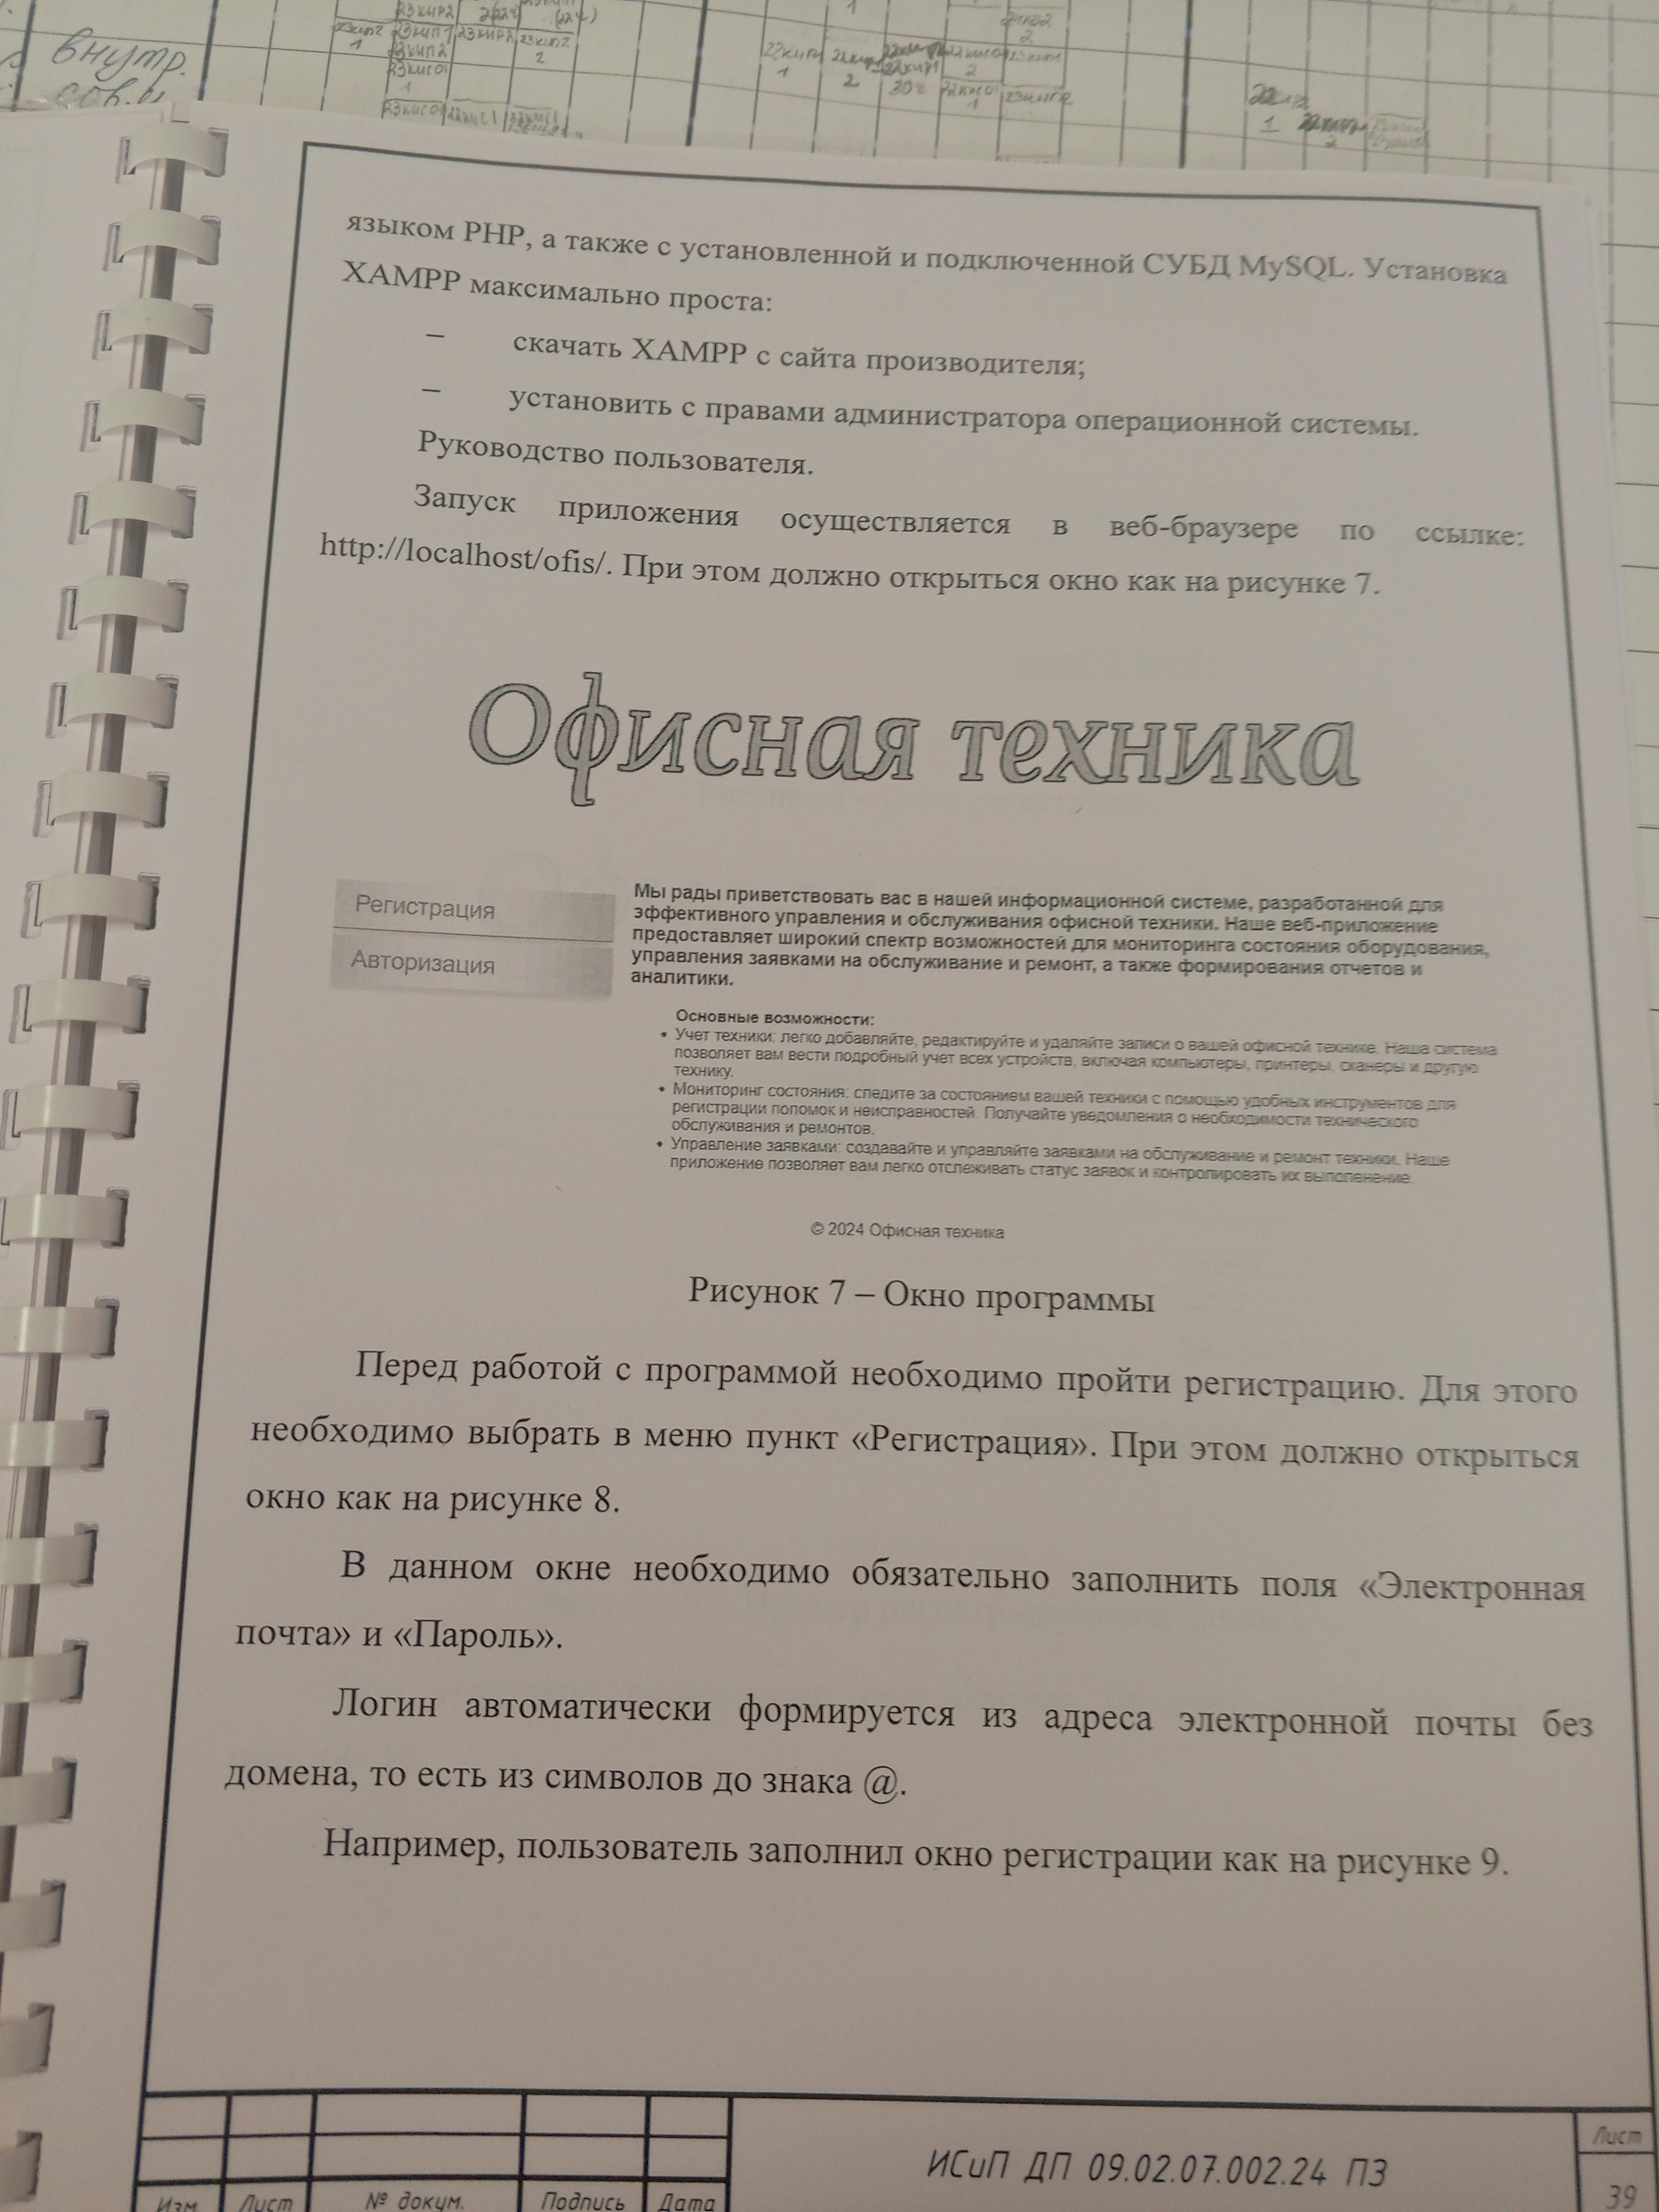 внутр.
23кип2
23кип1 23кир2 23кип2
языком PHP, а также с установленной и подключенной СУБД MySQL. Установка
XAMPP максимально проста:
– скачать XAMPP с сайта производителя;
– установить с правами администратора операционной системы.
Руководство пользователя.
Запуск приложения осуществляется в веб-браузере по ссылке:
http://localhost/ofis/. При этом должно открыться окно как на рисунке 7.
Офисная техника
Регистрация
Авторизация
Мы рады приветствовать вас в нашей информационной системе, разработанной для
эффективного управления и обслуживания офисной техники. Наше веб-приложение
предоставляет широкий спектр возможностей для мониторинга состояния оборудования,
управления заявками на обслуживание и ремонт, а также формирования отчетов и
аналитики.
Основные возможности:
• Учет техники: легко добавляйте, редактируйте и удаляйте записи о вашей офисной технике. Наша система
позволяет вам вести подробный учет всех устройств, включая компьютеры, принтеры, сканеры и другую
технику.
• Мониторинг состояния: следите за состоянием вашей техники с помощью удобных инструментов для
регистрации поломок и неисправностей. Получайте уведомления о необходимости технического
обслуживания и ремонтов.
• Управление заявками: создавайте и управляйте заявками на обслуживание и ремонт техники. Наше
приложение позволяет вам легко отслеживать статус заявок и контролировать их выполенение.
© 2024 Офисная техника
Рисунок 7 – Окно программы
Перед работой с программой необходимо пройти регистрацию. Для этого
необходимо выбрать в меню пункт «Регистрация». При этом должно открыться
окно как на рисунке 8.
В данном окне необходимо обязательно заполнить поля «Электронная
почта» и «Пароль».
Логин автоматически формируется из адреса электронной почты без
домена, то есть из символов до знака @.
Например, пользователь заполнил окно регистрации как на рисунке 9.
ИСиП ДП 09.02.07.002.24 ПЗ
Лист
39
Изм. Лист № докум. Подпись Дата